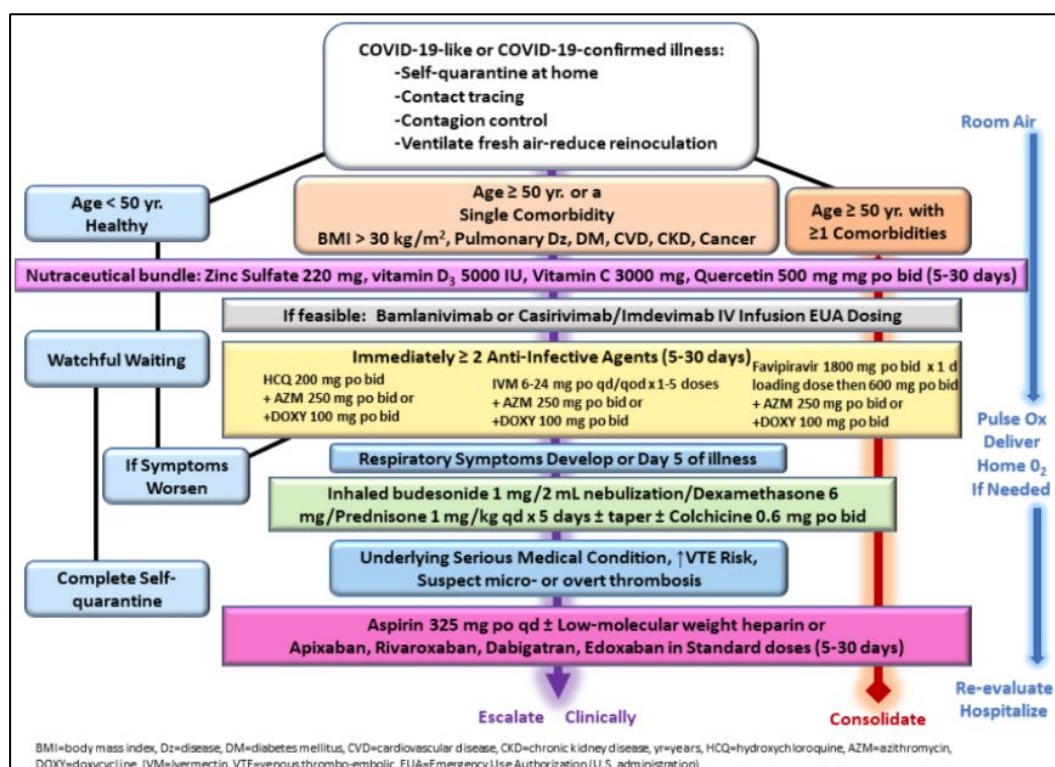 COVID-19-like or COVID-19-confirmed illness:
-Self-quarantine at home
-Contact tracing
-Contagion control
-Ventilate fresh air-reduce reinoculation
Room Air
Age < 50 yr.
Healthy
Age ≥ 50 yr. or a
Single Comorbidity
BMI > 30 kg/m², Pulmonary Dz, DM, CVD, CKD, Cancer
Age ≥ 50 yr. with
≥1 Comorbidities
Nutraceutical bundle: Zinc Sulfate 220 mg, vitamin D₃ 5000 IU, Vitamin C 3000 mg, Quercetin 500 mg mg po bid (5-30 days)
If feasible: Bamlanivimab or Casirivimab/Imdevimab IV Infusion EUA Dosing
Watchful Waiting
Immediately ≥ 2 Anti-Infective Agents (5-30 days)
HCQ 200 mg po bid
+ AZM 250 mg po bid or
+DOXY 100 mg po bid
IVM 6-24 mg po qd/qod x 1-5 doses
+ AZM 250 mg po bid or
+DOXY 100 mg po bid
Favipiravir 1800 mg po bid x 1 d
loading dose then 600 mg po bid
+ AZM 250 mg po bid or
+DOXY 100 mg po bid
Pulse Ox
Deliver
Home 0₂
If Needed
If Symptoms
Worsen
Respiratory Symptoms Develop or Day 5 of illness
Inhaled budesonide 1 mg/2 mL nebulization/Dexamethasone 6
mg/Prednisone 1 mg/kg qd x 5 days ± taper ± Colchicine 0.6 mg po bid
Underlying Serious Medical Condition, ↑VTE Risk,
Suspect micro- or overt thrombosis
Complete Self-
quarantine
Aspirin 325 mg po qd ± Low-molecular weight heparin or
Apixaban, Rivaroxaban, Dabigatran, Edoxaban in Standard doses (5-30 days)
Escalate Clinically
Consolidate
Re-evaluate
Hospitalize
BMI=body mass index, Dz=disease, DM=diabetes mellitus, CVD=cardiovascular disease, CKD=chronic kidney disease, yr=years, HCQ=hydroxychloroquine, AZM=azithromycin,
DOXY=doxycycline, IVM=Ivermectin, VTE=venous thrombo-embolic, EUA=Emergency Use Authorization (U.S. administration)